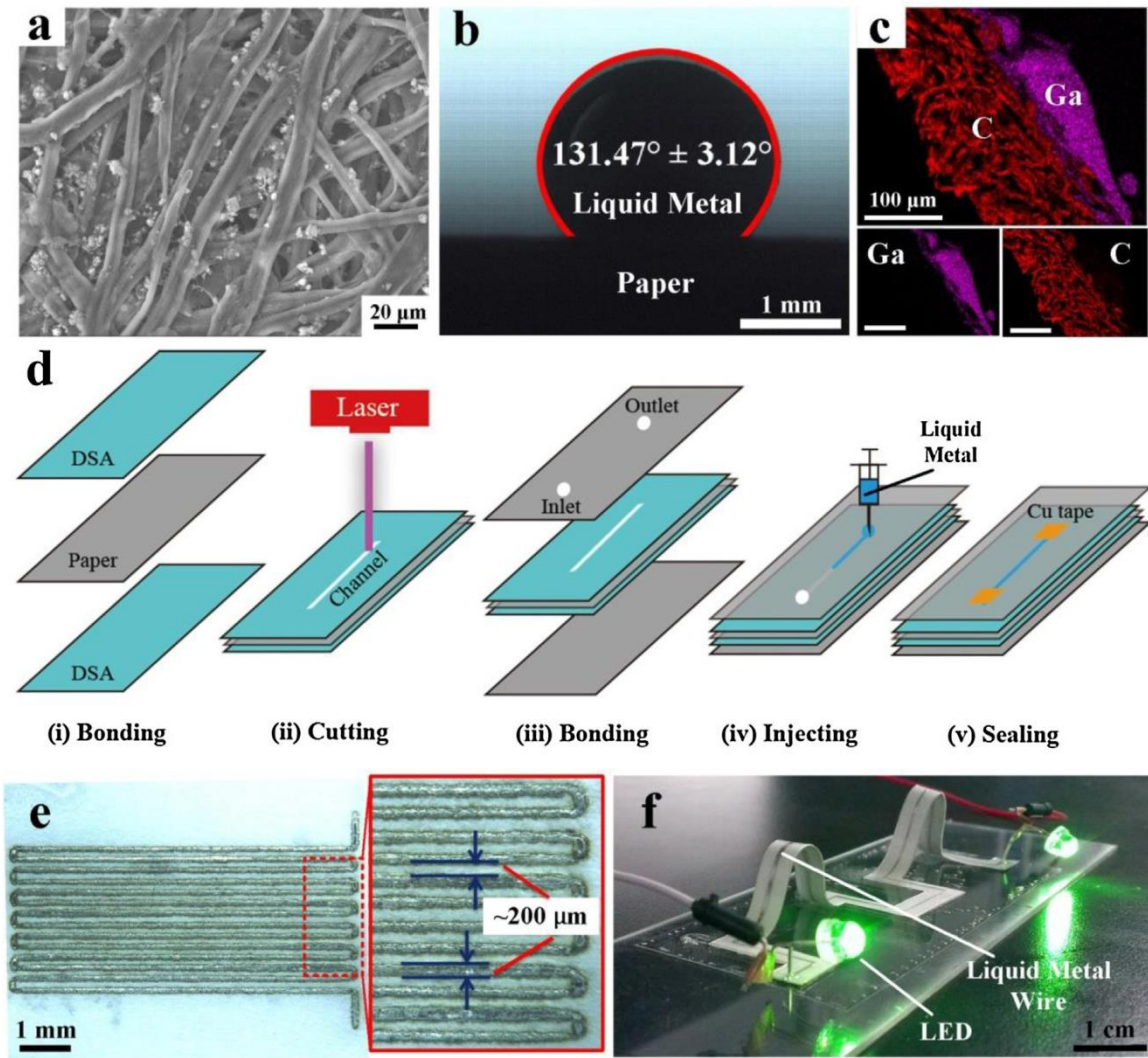 a
20 μm
b
131.47° ± 3.12°
Liquid Metal
Paper
1 mm
c
Ga
C
100 μm
Ga
C
d
DSA
Paper
DSA
Laser
Channel
Outlet
Inlet
Liquid
Metal
Cu tape
(i) Bonding
(ii) Cutting
(iii) Bonding
(iv) Injecting
(v) Sealing
e
~200 μm
1 mm
f
Liquid Metal
Wire
LED
1 cm